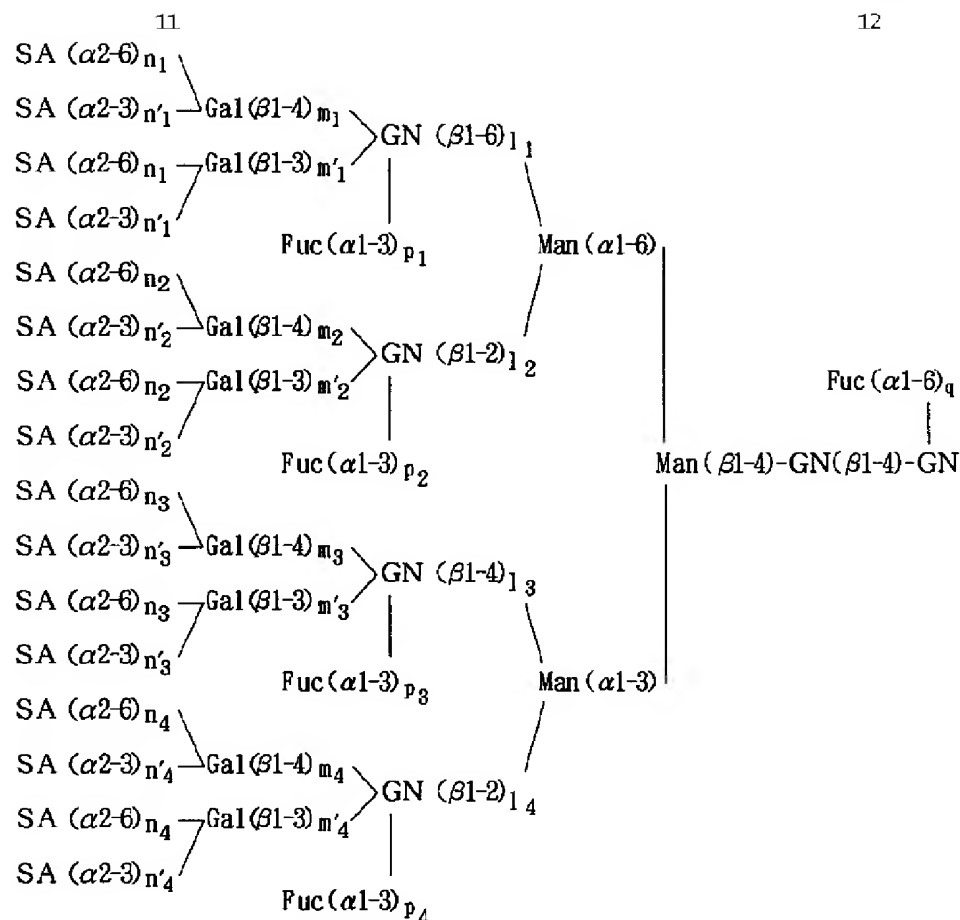 11 12
SA (α2-6)n1
SA (α2-3)n'1 Gal(β1-4)m1
GN (β1-6)l1
SA (α2-6)n1 Gal(β1-3)m'1
SA (α2-3)n'1
Fuc(α1-3)p1 Man(α1-6)
SA (α2-6)n2
SA (α2-3)n'2 Gal(β1-4)m2
GN (β1-2)l2
SA (α2-6)n2 Gal(β1-3)m'2 Fuc(α1-6)q
SA (α2-3)n'2
Fuc(α1-3)p2 Man(β1-4)-GN(β1-4)-GN
SA (α2-6)n3
SA (α2-3)n'3 Gal(β1-4)m3
GN (β1-4)l3
SA (α2-6)n3 Gal(β1-3)m'3
SA (α2-3)n'3
Fuc(α1-3)p3 Man(α1-3)
SA (α2-6)n4
SA (α2-3)n'4 Gal(β1-4)m4
GN (β1-2)l4
SA (α2-6)n4 Gal(β1-3)m'4
SA (α2-3)n'4
Fuc(α1-3)p4